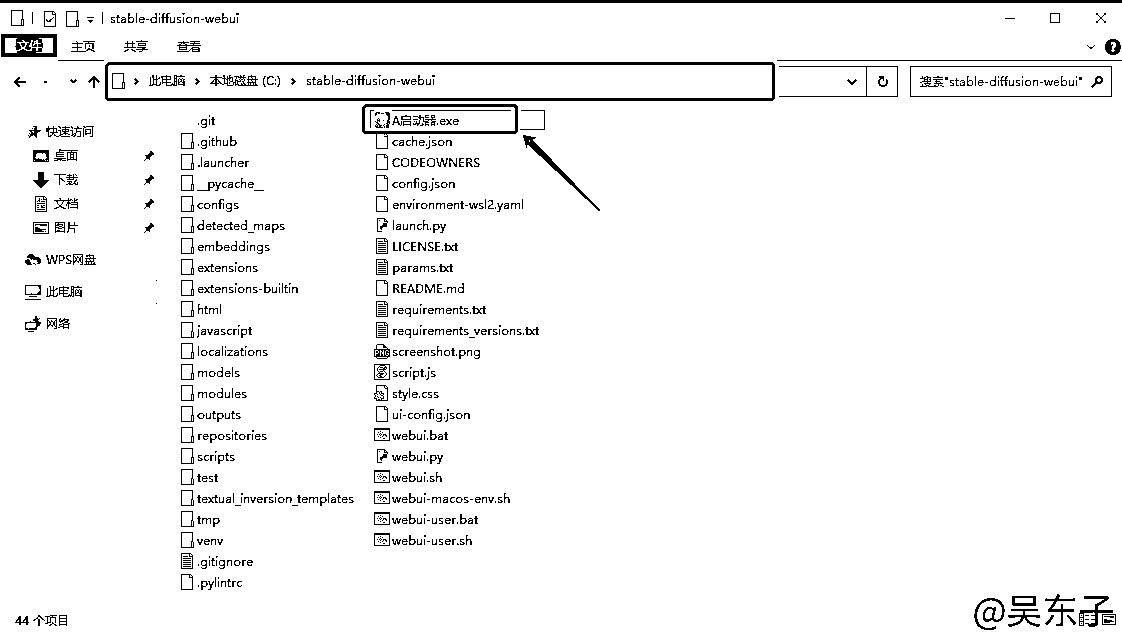 stable-diffusion-webui
文件 主页 共享 查看
此电脑 本地磁盘 (C:) stable-diffusion-webui
搜索"stable-diffusion-webui"
快速访问
桌面
下载
文档
图片
WPS网盘
此电脑
网络
.git
.github
.launcher
__pycache__
configs
detected_maps
embeddings
extensions
extensions-builtin
html
javascript
localizations
models
modules
outputs
repositories
scripts
test
textual_inversion_templates
tmp
venv
.gitignore
.pylintrc
A启动器.exe
cache.json
CODEOWNERS
config.json
environment-wsl2.yaml
launch.py
LICENSE.txt
params.txt
README.md
requirements.txt
requirements_versions.txt
screenshot.png
script.js
style.css
ui-config.json
webui.bat
webui.py
webui.sh
webui-macos-env.sh
webui-user.bat
webui-user.sh
44 个项目
@吴东子